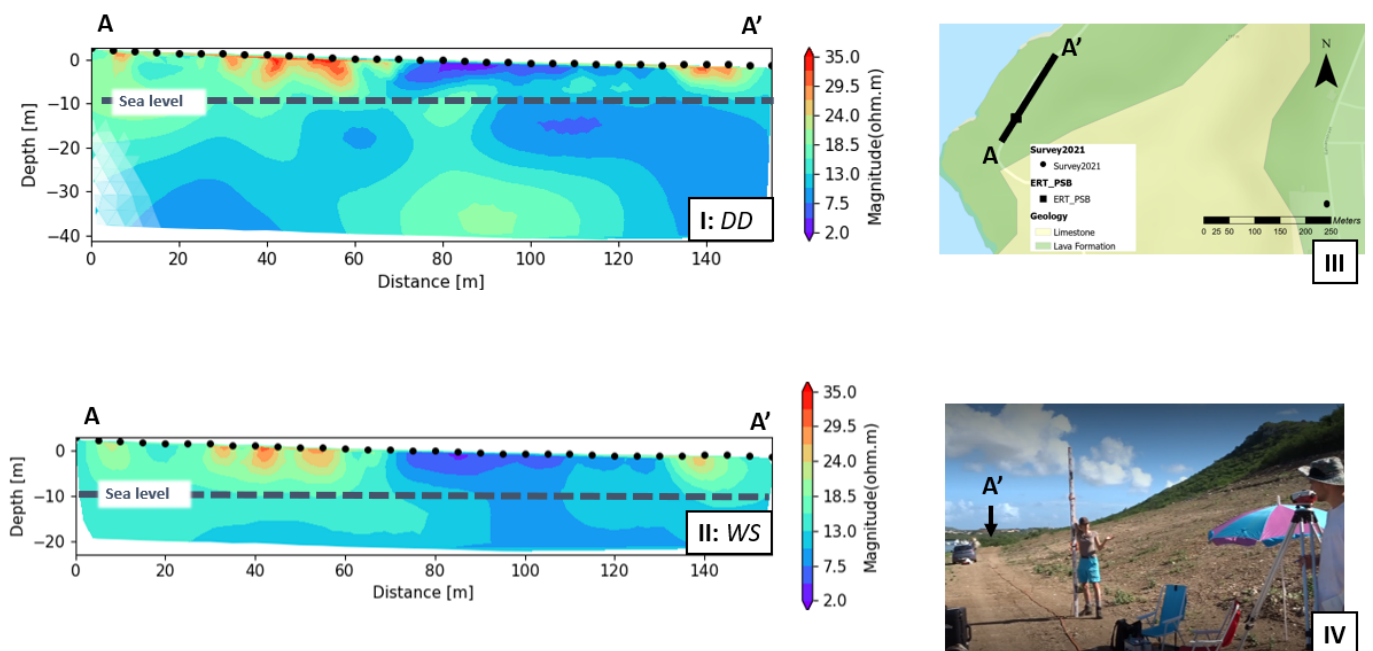 A
A'
Depth [m]
0
−10
−20
−30
−40
Sea level
I: DD
0
20
40
60
80
100
120
140
Distance [m]
35.0
29.5
24.0
18.5
13.0
7.5
2.0
Magnitude(ohm.m)
A'
N
A
Survey2021
Survey2021
ERT_PSB
ERT_PSB
Geology
Limestone
Lava Formation
Meters
0 25 50 100 150 200 250
III
A
A'
Depth [m]
0
−10
−20
Sea level
II: WS
0
20
40
60
80
100
120
140
Distance [m]
35.0
29.5
24.0
18.5
13.0
7.5
2.0
Magnitude(ohm.m)
A'
IV